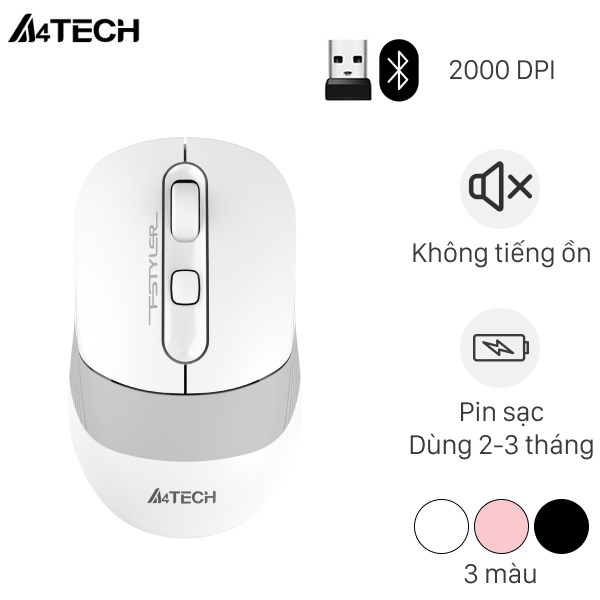 A4TECH
2000 DPI
FSTYLER
Không tiếng ồn
Pin sạc
Dùng 2-3 tháng
A4TECH
3 màu